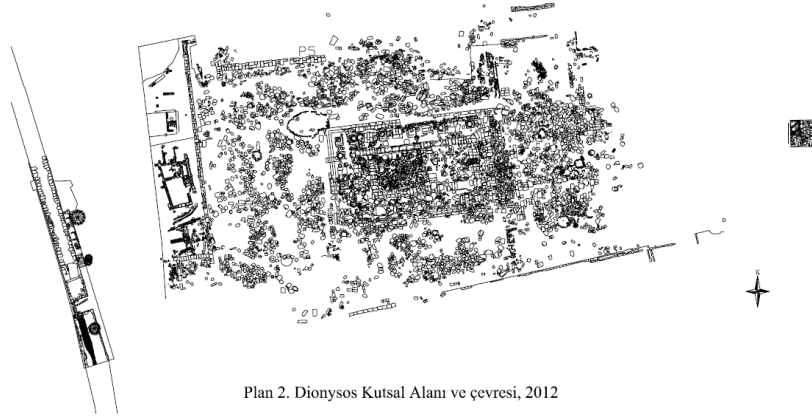 P5
K
Plan 2. Dionysos Kutsal Alanı ve çevresi, 2012